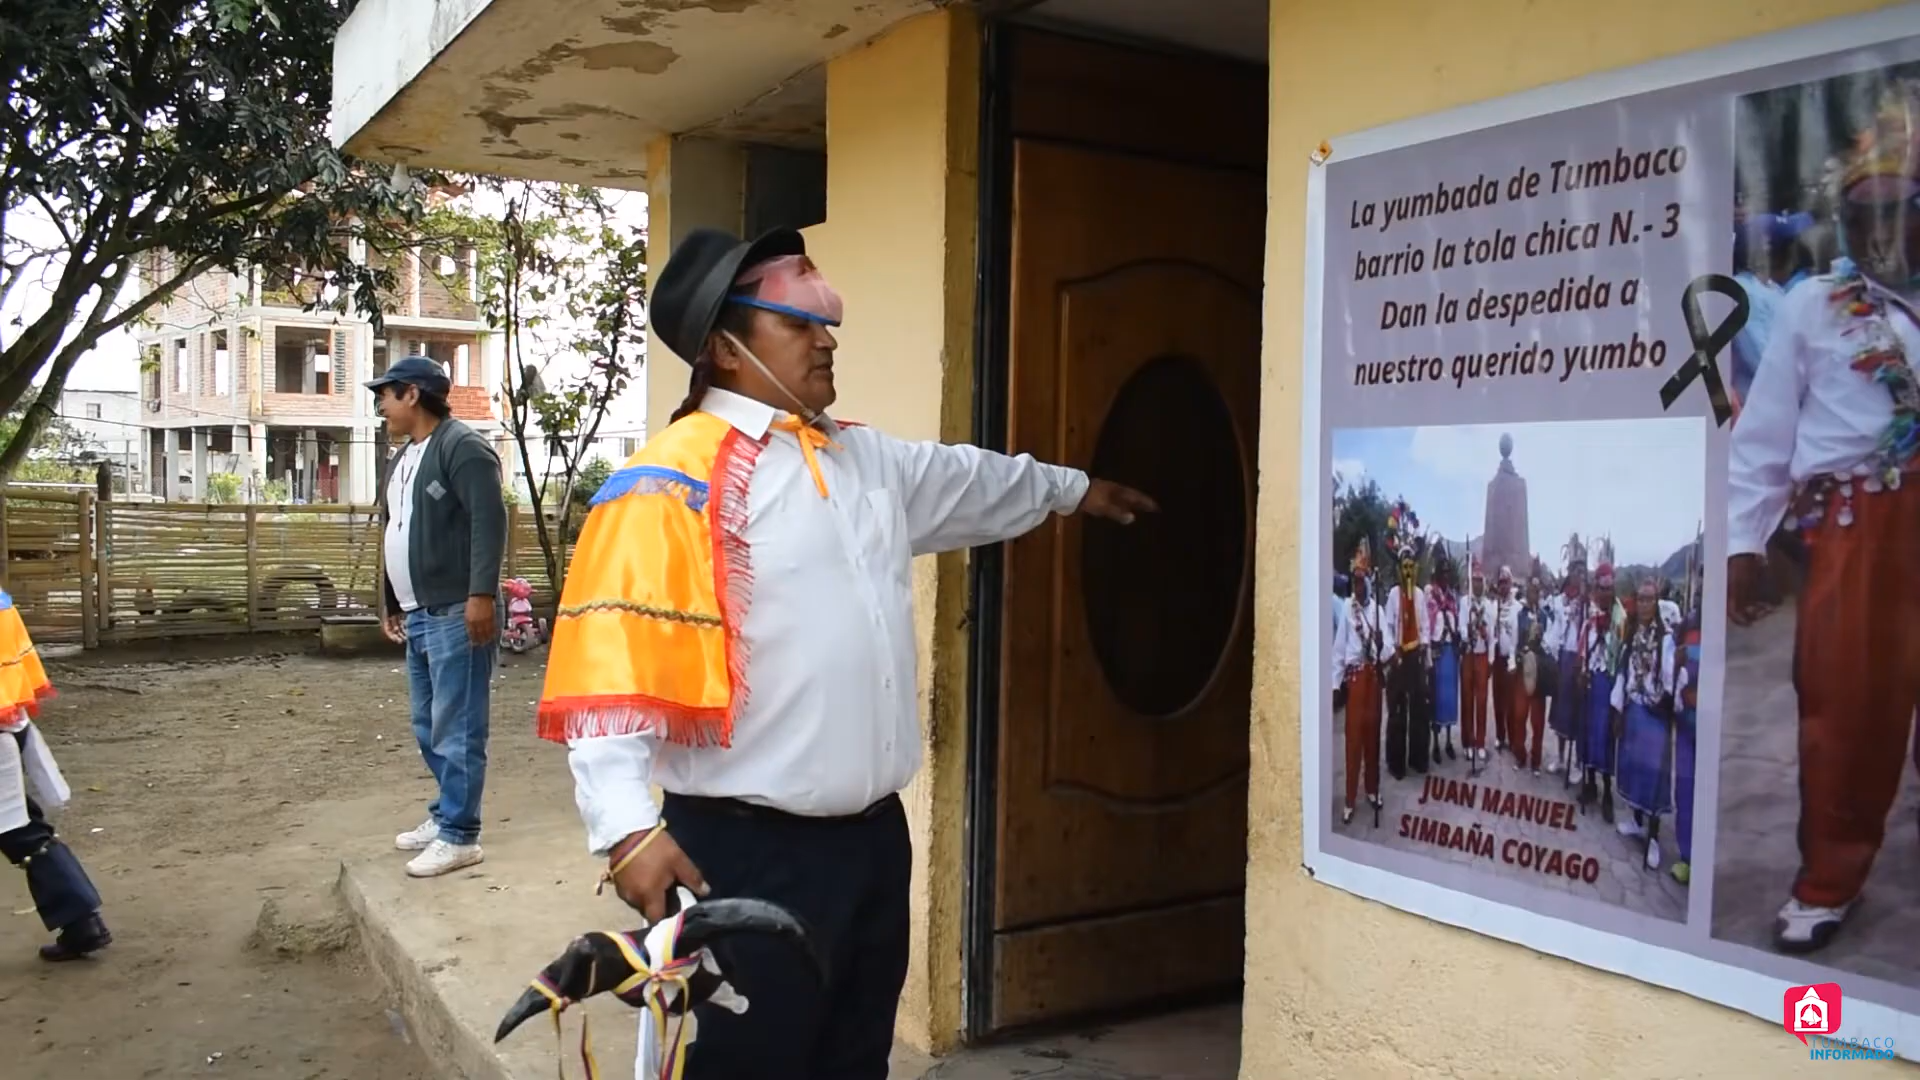 La yumbada de Tumbaco
barrio la tola chica N.- 3
Dan la despedida a
nuestro querido yumbo
JUAN MANUEL
SIMBAÑA COYAGO
TUMBACO
INFORMADO